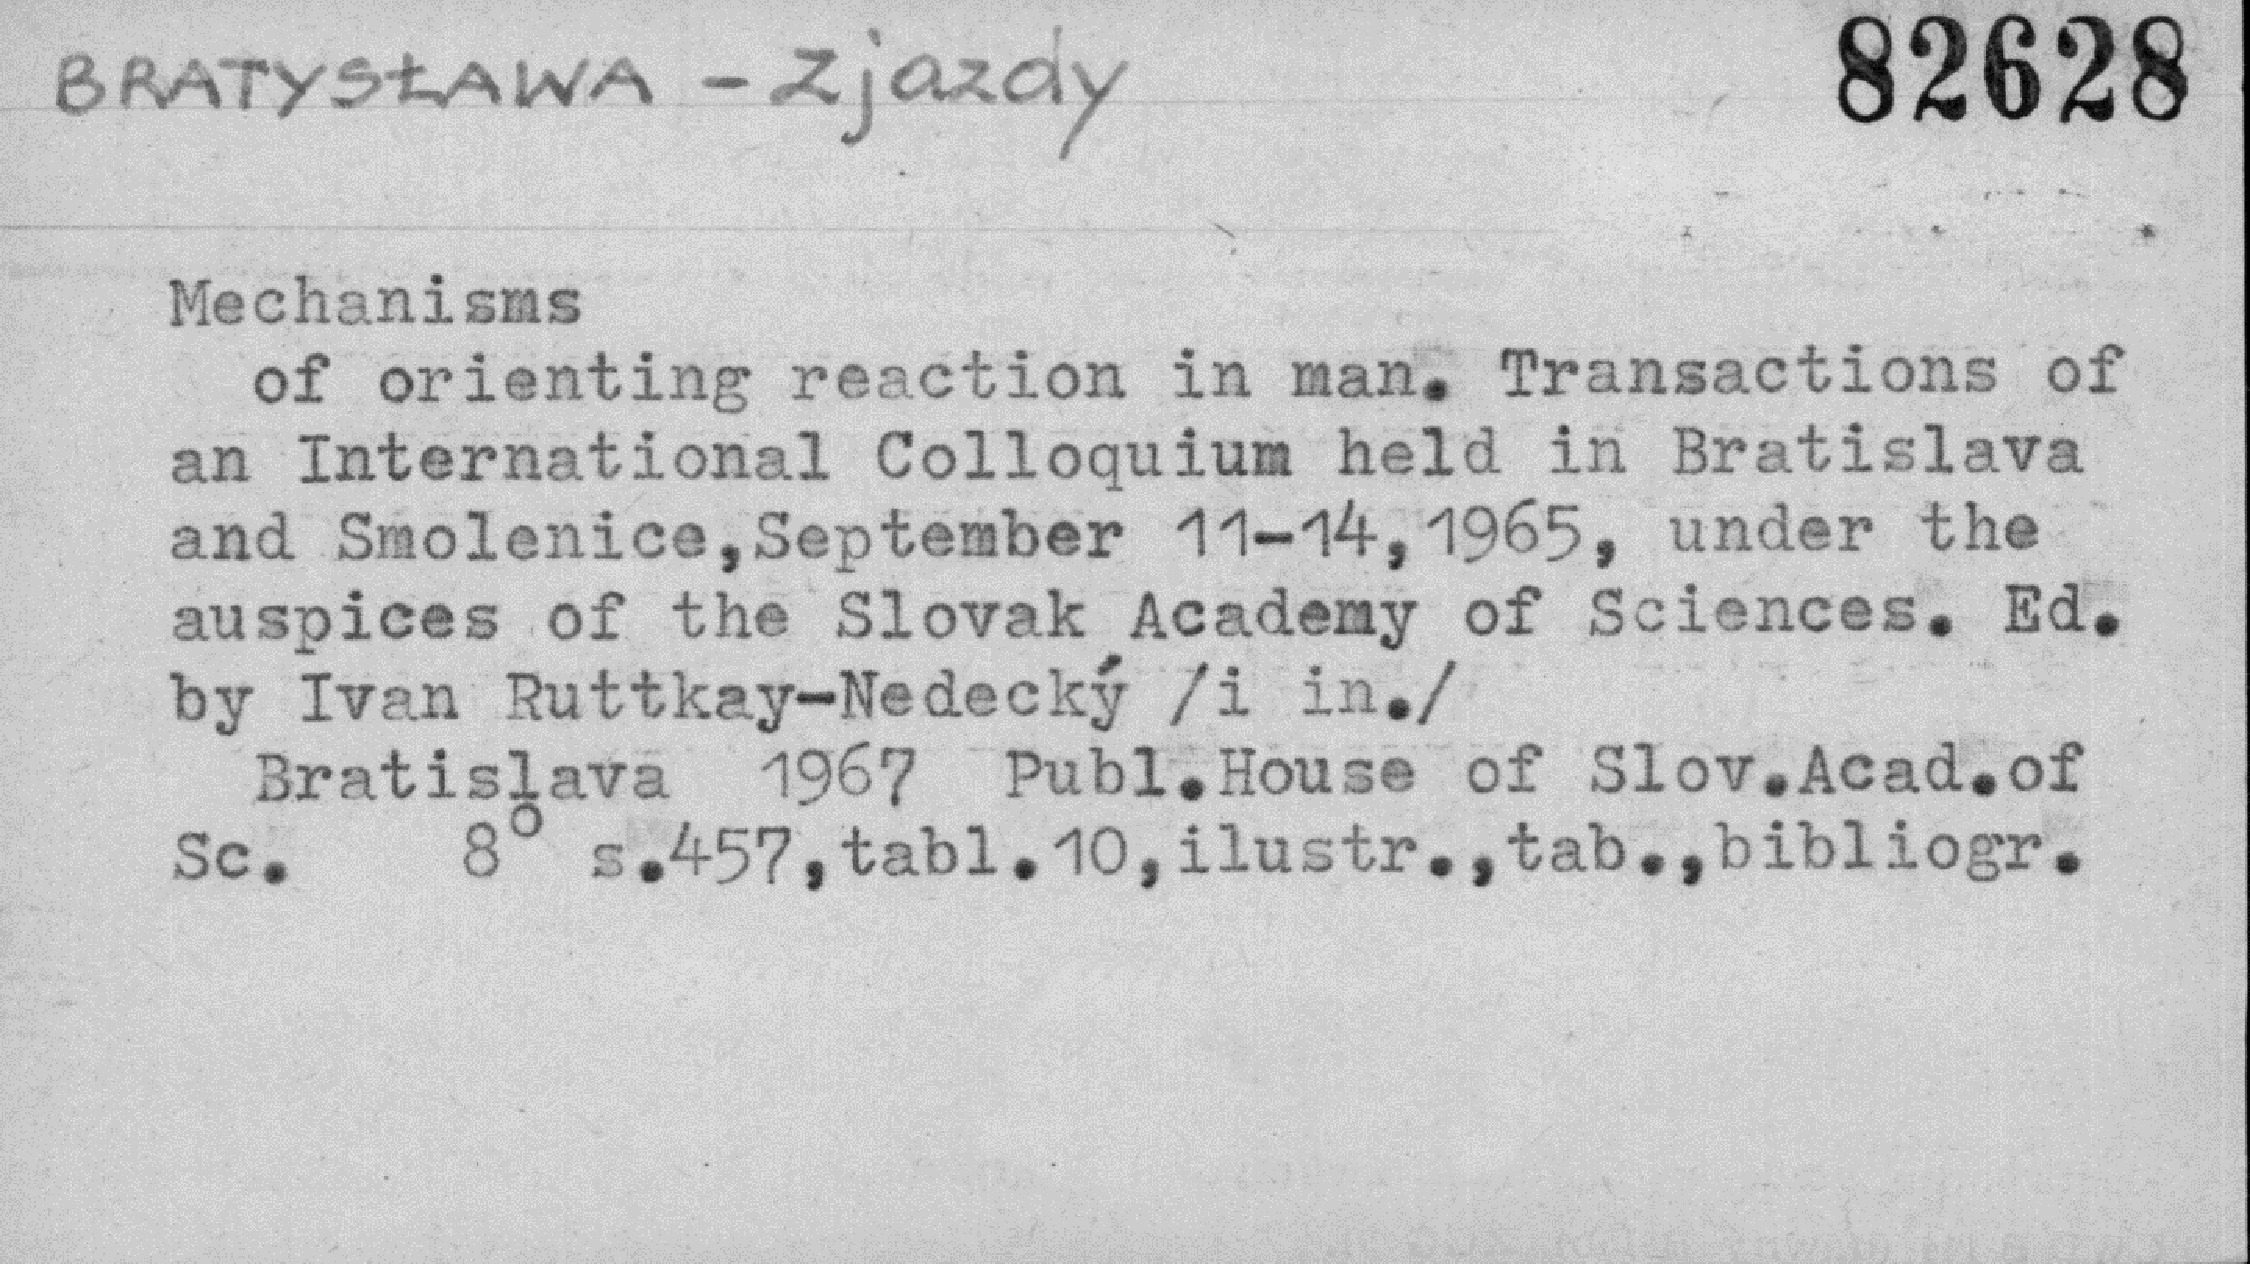 BRATYSŁAWA - Zjazdy
82628
Mechanisms
of orienting reaction in man. Transactions of
an International Colloquium held in Bratislava
and Smolenice,September 11-14,1965, under the
auspices of the Slovak Academy of Sciences. Ed.
by Ivan Ruttkay-Nedecký /i in./
Bratislava 1967 Publ.House of Slov.Acad.of
Sc. 8° s.457,tabl.10,ilustr.,tab.,bibliogr.